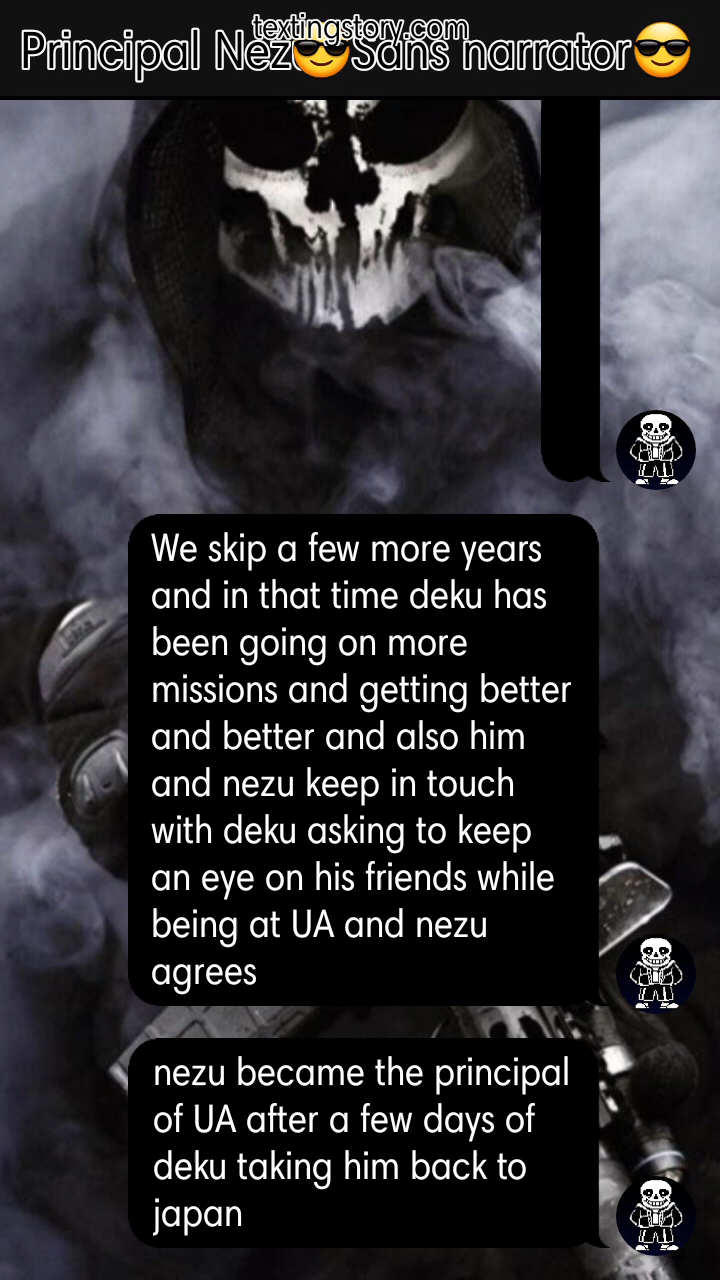 textingstory.com
Principal Nezu😎Sans narrator😎
We skip a few more years
and in that time deku has
been going on more
missions and getting better
and better and also him
and nezu keep in touch
with deku asking to keep
an eye on his friends while
being at UA and nezu
agrees
nezu became the principal
of UA after a few days of
deku taking him back to
japan